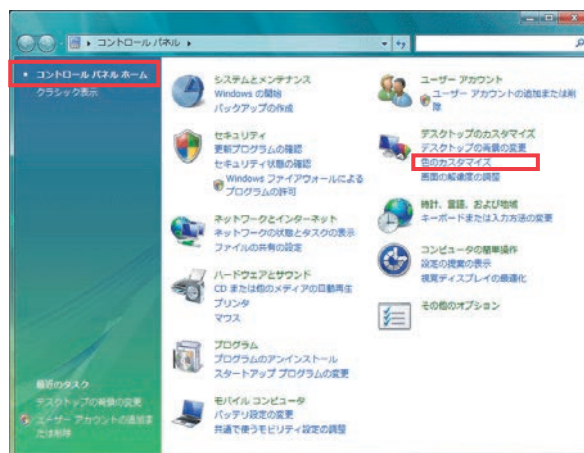 コントロール パネル
コントロール パネル ホーム
クラシック表示
システムとメンテナンス
Windows の開始
バックアップの作成
セキュリティ
更新プログラムの確認
セキュリティ状態の確認
Windows ファイアウォールによる
プログラムの許可
ネットワークとインターネット
ネットワークの状態とタスクの表示
ファイルの共有の設定
ハードウェアとサウンド
CD または他のメディアの自動再生
プリンタ
マウス
プログラム
プログラムのアンインストール
スタートアップ プログラムの変更
モバイル コンピュータ
バッテリ設定の変更
共通で使うモビリティ設定の調整
ユーザー アカウント
ユーザー アカウントの追加または削
除
デスクトップのカスタマイズ
デスクトップの背景の変更
色のカスタマイズ
画面の解像度の調整
時計、言語、および地域
キーボードまたは入力方法の変更
コンピュータの簡単操作
設定の提案の表示
視覚ディスプレイの最適化
その他のオプション
最近のタスク
デスクトップの背景の変更
ユーザー アカウントの追加ま
たは削除